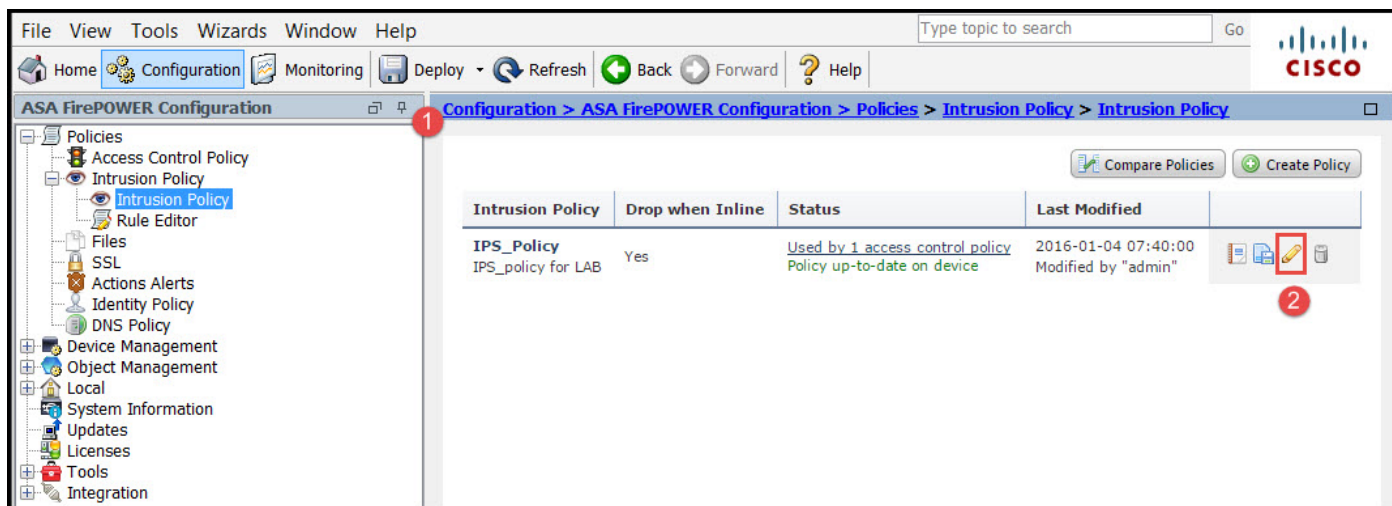 File View Tools Wizards Window Help Type topic to search Go
Home Configuration Monitoring Deploy Refresh Back Forward Help
CISCO
ASA FirePOWER Configuration
Policies
Access Control Policy
Intrusion Policy
Intrusion Policy
Rule Editor
Files
SSL
Actions Alerts
Identity Policy
DNS Policy
Device Management
Object Management
Local
System Information
Updates
Licenses
Tools
Integration
1
Configuration > ASA FirePOWER Configuration > Policies > Intrusion Policy > Intrusion Policy
Compare Policies Create Policy
Intrusion Policy Drop when Inline Status Last Modified
IPS_Policy Yes Used by 1 access control policy 2016-01-04 07:40:00
IPS_policy for LAB Policy up-to-date on device Modified by "admin"
2